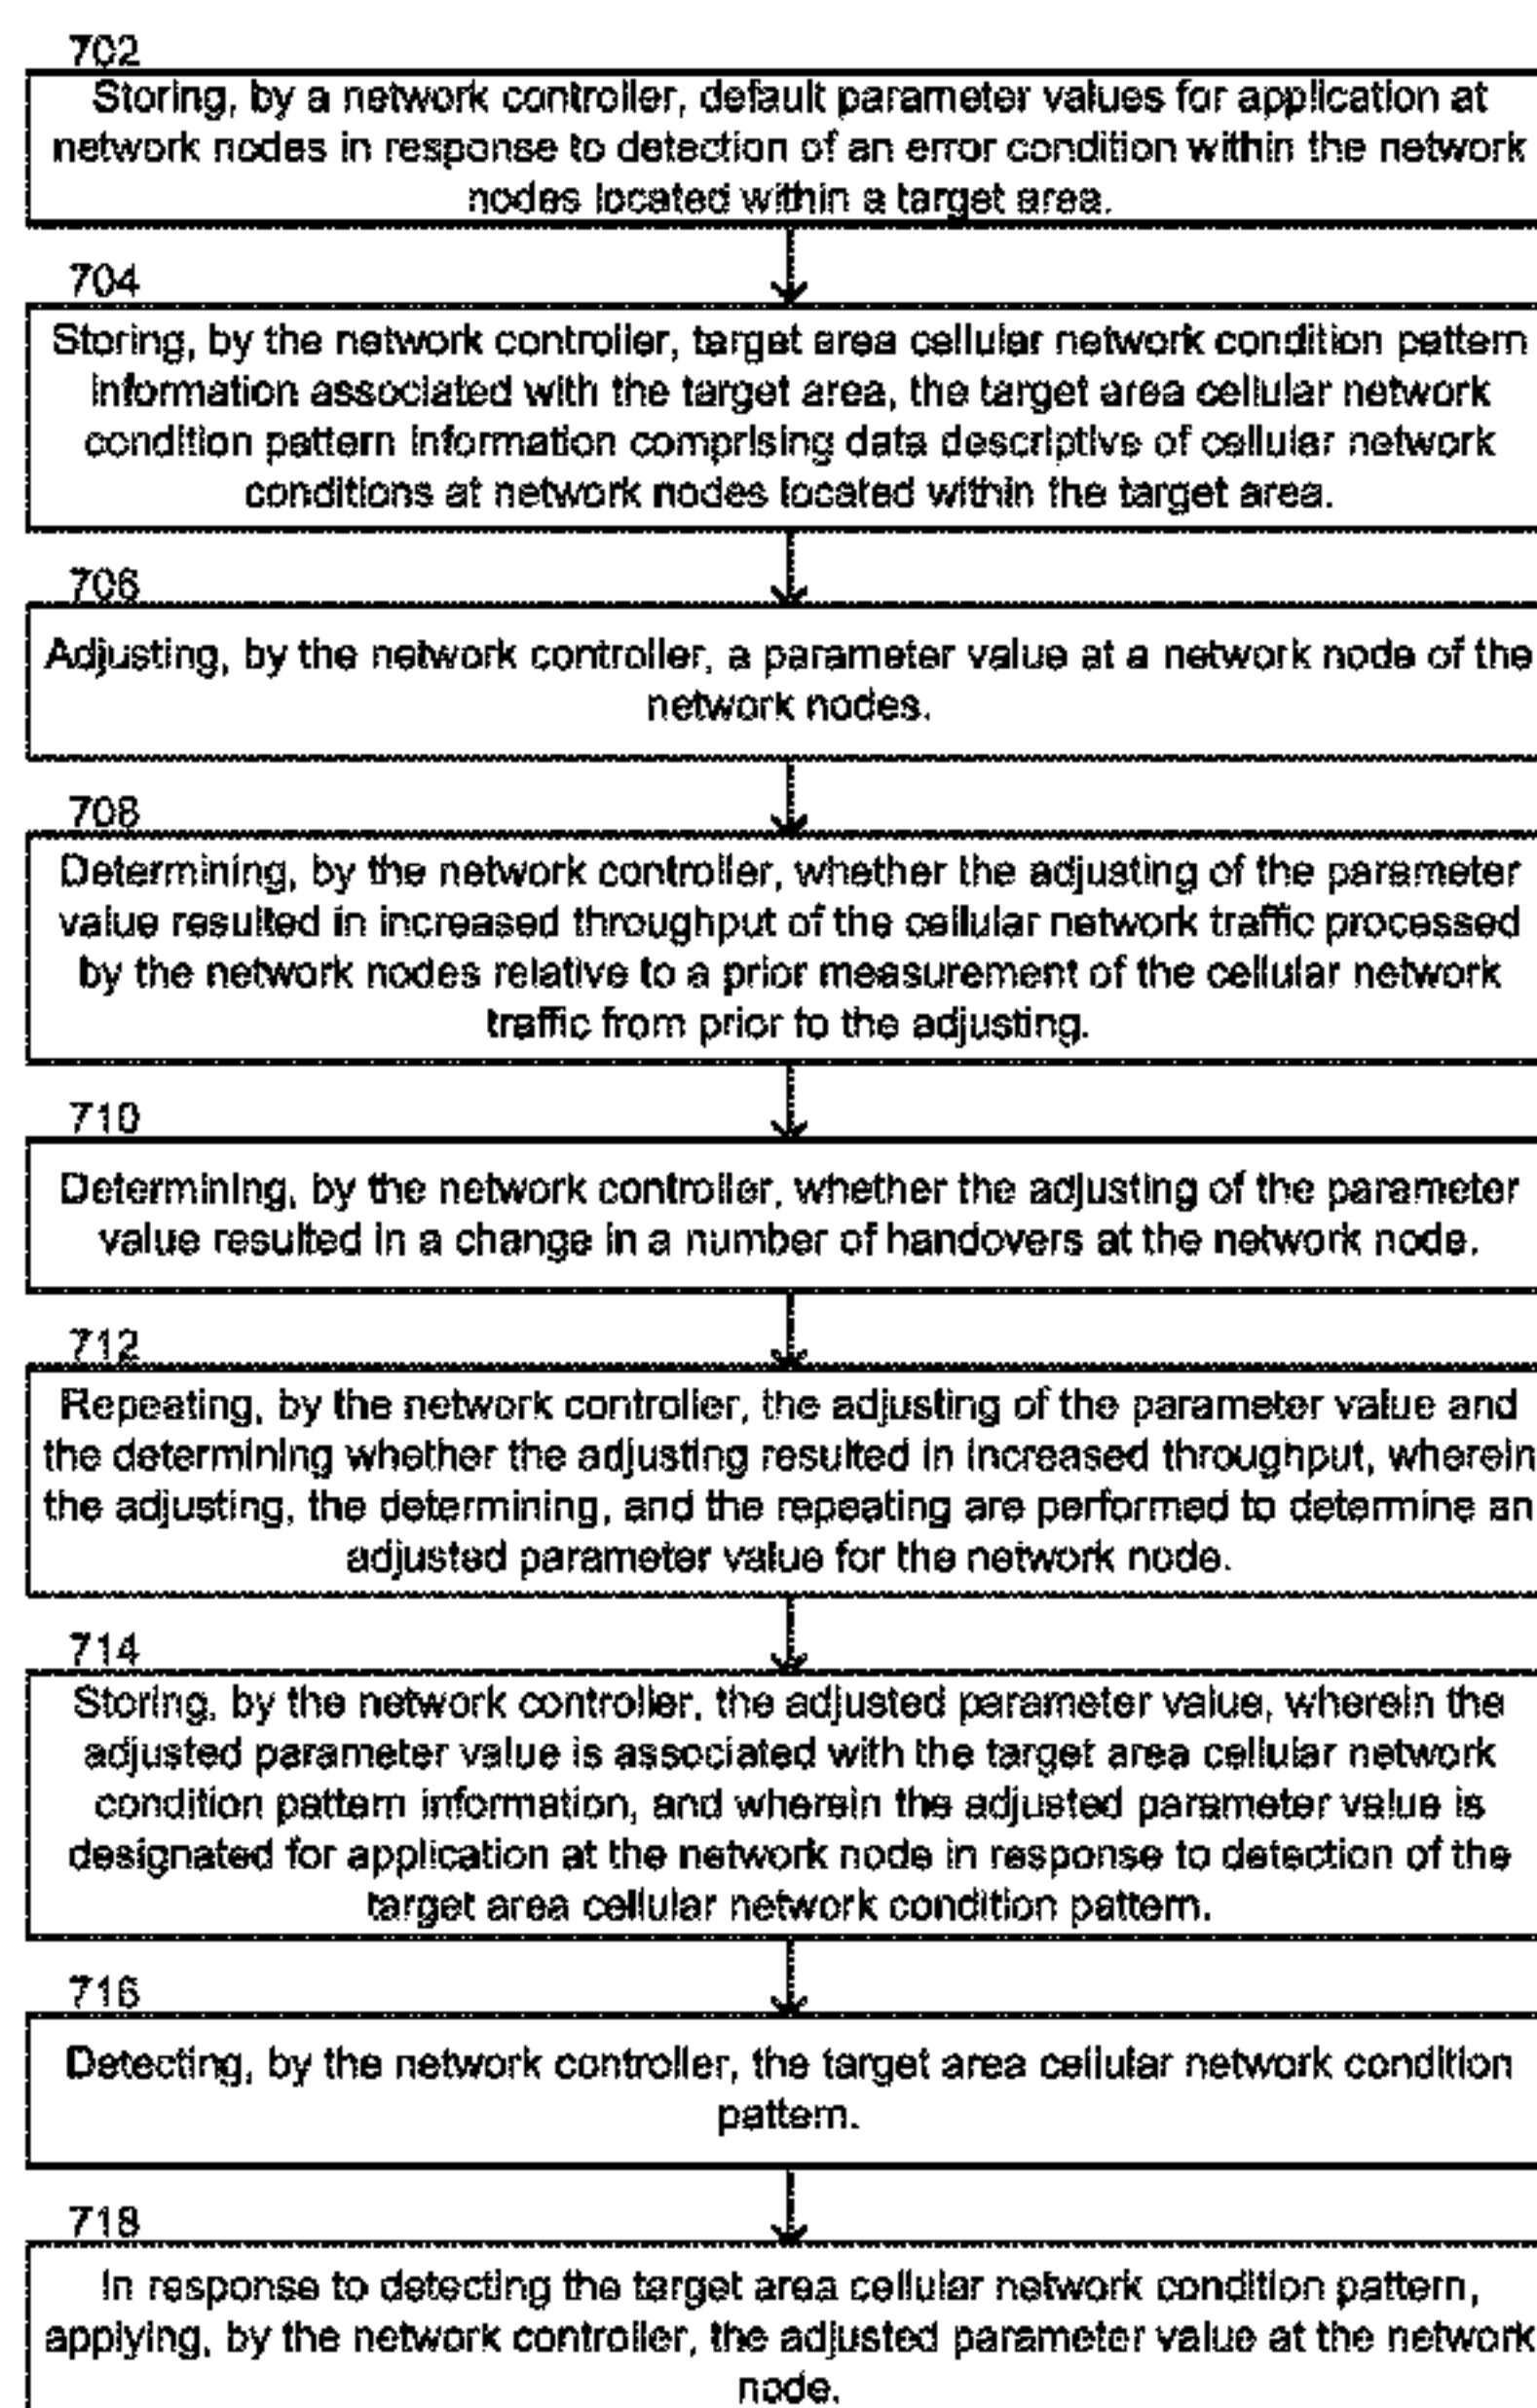 702
Storing, by a network controller, default parameter values for application at
network nodes in response to detection of an error condition within the network
nodes located within a target area.
704
Storing, by the network controller, target area cellular network condition pattern
information associated with the target area, the target area cellular network
condition pattern information comprising data descriptive of cellular network
conditions at network nodes located within the target area.
706
Adjusting, by the network controller, a parameter value at a network node of the
network nodes.
708
Determining, by the network controller, whether the adjusting of the parameter
value resulted in increased throughput of the cellular network traffic processed
by the network nodes relative to a prior measurement of the cellular network
traffic from prior to the adjusting.
710
Determining, by the network controller, whether the adjusting of the parameter
value resulted in a change in a number of handovers at the network node.
712
Repeating, by the network controller, the adjusting of the parameter value and
the determining whether the adjusting resulted in increased throughput, wherein
the adjusting, the determining, and the repeating are performed to determine an
adjusted parameter value for the network node.
714
Storing, by the network controller, the adjusted parameter value, wherein the
adjusted parameter value is associated with the target area cellular network
condition pattern information, and wherein the adjusted parameter value is
designated for application at the network node in response to detection of the
target area cellular network condition pattern.
716
Detecting, by the network controller, the target area cellular network condition
pattern.
718
In response to detecting the target area cellular network condition pattern,
applying, by the network controller, the adjusted parameter value at the network
node.